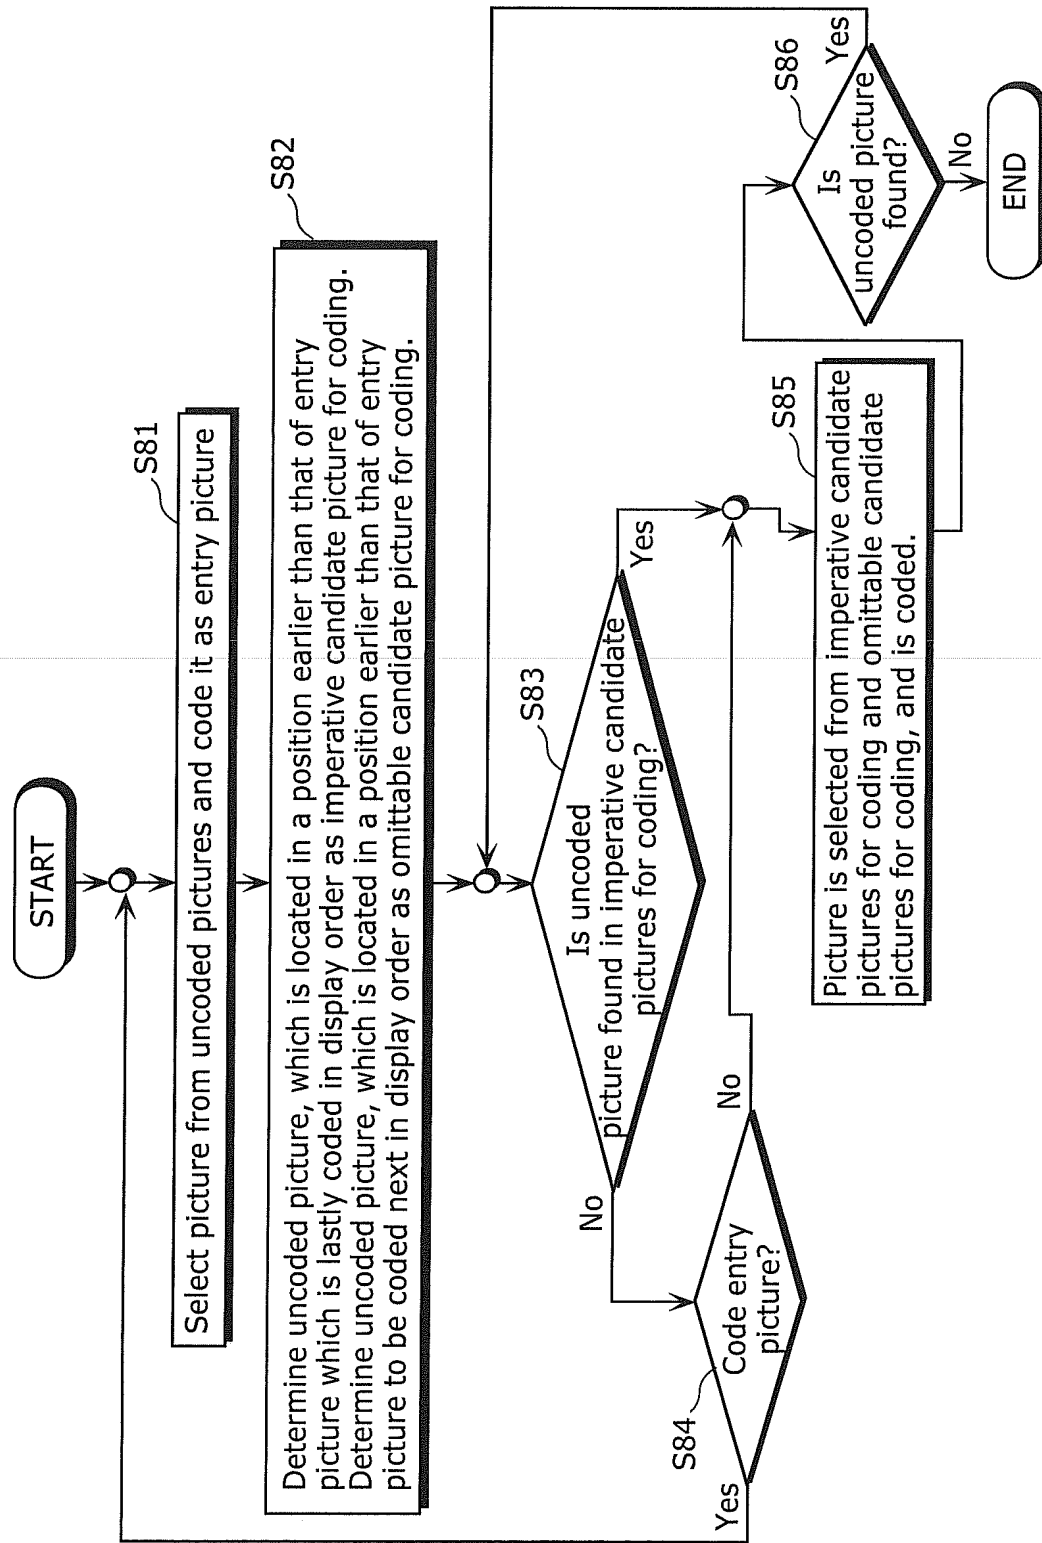 START
S81
Select picture from uncoded pictures and code it as entry picture
S82
Determine uncoded picture, which is located in a position earlier than that of entry
picture which is lastly coded in display order as imperative candidate picture for coding.
Determine uncoded picture, which is located in a position earlier than that of entry
picture to be coded next in display order as omittable candidate picture for coding.
S83
Is uncoded
picture found in imperative candidate
pictures for coding?
No
Yes
S84
Code entry
picture?
Yes
No
S85
Picture is selected from imperative candidate
pictures for coding and omittable candidate
pictures for coding, and is coded.
S86
Is
uncoded picture
found?
Yes
No
END